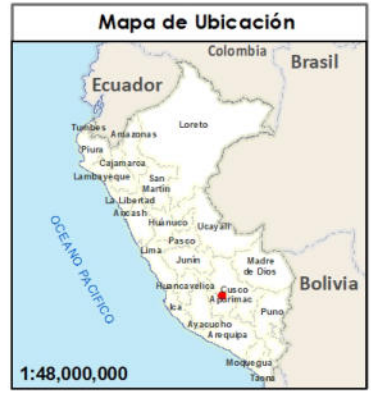 Mapa de Ubicación
Colombia
Brasil
Ecuador
Loreto
Tumbes
Amazonas
Piura
Cajamarca
Lambayeque
San
Martin
La Libertad
Ancash
Huánuco
Ucayali
Pasco
OCEANO PACIFICO
Lima
Junín
Madre
de Dios
Huancavelica
Cusco
Bolivia
Apurimac
Ica
Puno
Ayacucho
Arequipa
Moquegua
Tacna
1:48,000,000